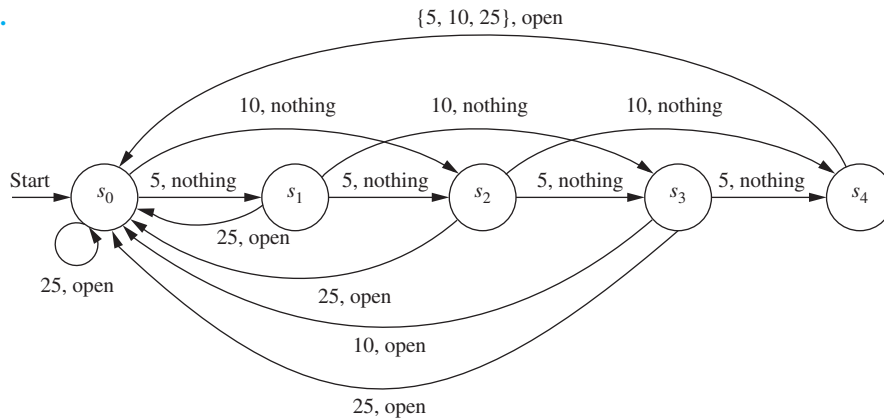 .
{5, 10, 25}, open
10, nothing
10, nothing
10, nothing
Start
s0
5, nothing
s1
5, nothing
s2
5, nothing
s3
5, nothing
s4
25, open
25, open
25, open
10, open
25, open